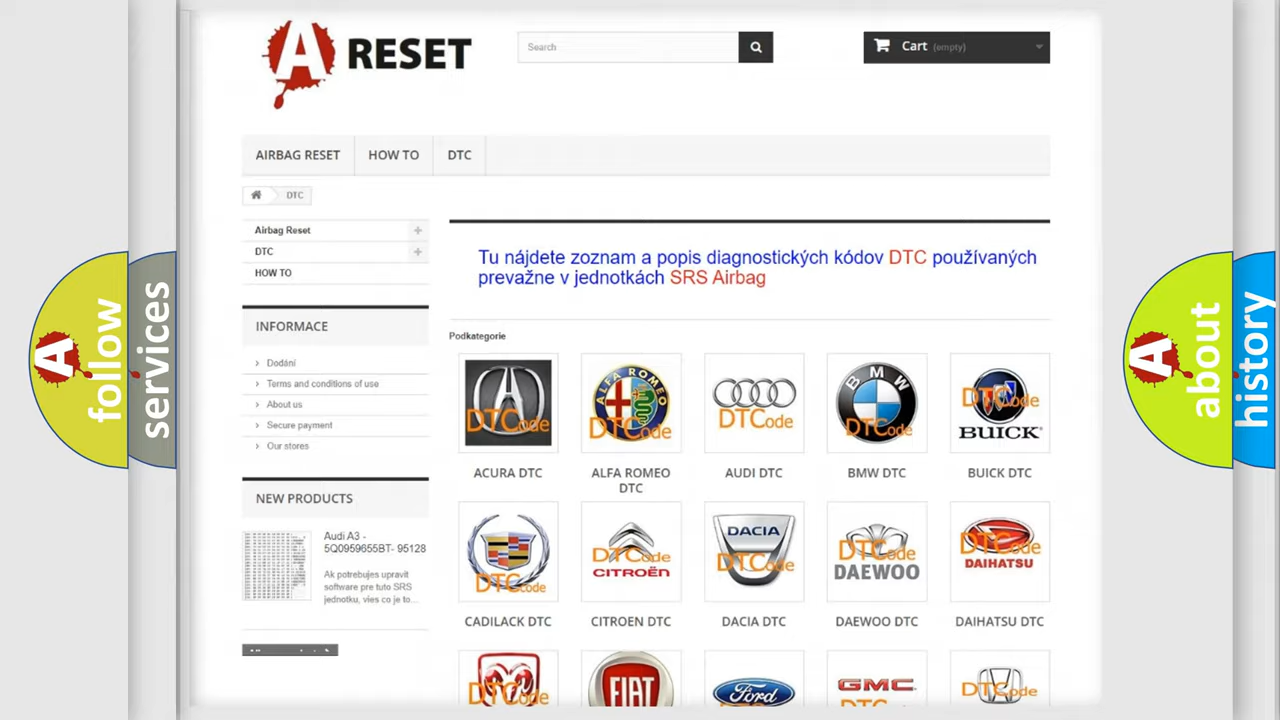 A RESET
Search
Cart (empty)
AIRBAG RESET
HOW TO
DTC
DTC
Airbag Reset
DTC
HOW TO
INFORMACE
Dodání
Terms and conditions of use
About us
Secure payment
Our stores
NEW PRODUCTS
Audi A3 -
5Q0959655BT- 95128
Ak potrebujes upravit
software pre tuto SRS
jednotku, vies co je to...
Tu nájdete zoznam a popis diagnostických kódov DTC používaných
prevažne v jednotkách SRS Airbag
Podkategorie
DTCode
ALFA ROMEO
DTCode
DTCode
BMW
DTCode
DTCode
BUICK
ACURA DTC
ALFA ROMEO
DTC
AUDI DTC
BMW DTC
BUICK DTC
DTCode
DTCode
CITROËN
DACIA
DTCode
DTCode
DAEWOO
DTCode
DAIHATSU
CADILACK DTC
CITROEN DTC
DACIA DTC
DAEWOO DTC
DAIHATSU DTC
DTCode
FIAT
Ford
GMC
DTCode
A follow
services
A about
history